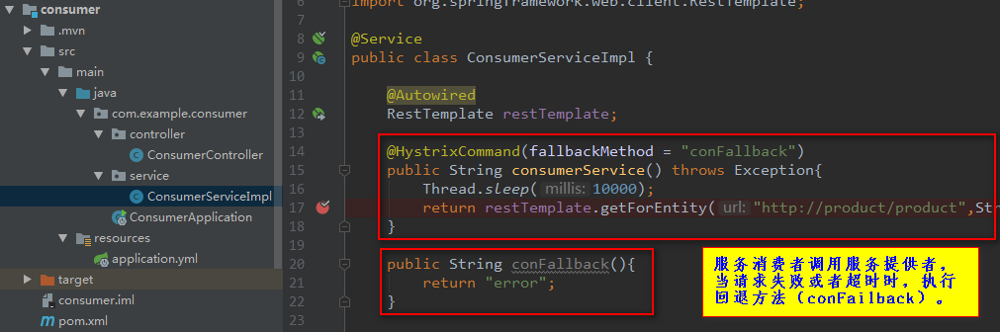 consumer
.mvn
src
main
java
com.example.consumer
controller
ConsumerController
service
ConsumerServiceImpl
ConsumerApplication
resources
application.yml
target
consumer.iml
pom.xml
6 import org.springframework.web.client.RestTemplate;
7
8 @Service
9 public class ConsumerServiceImpl {
10
11 @Autowired
12 RestTemplate restTemplate;
13
14 @HystrixCommand(fallbackMethod = "conFallback")
15 public String consumerService() throws Exception{
16 Thread.sleep( millis: 10000);
17 return restTemplate.getForEntity( url: "http://product/product",Str
18 }
19
20 public String conFallback(){
21 return "error";
22 }
23
服务消费者调用服务提供者,
当请求失败或者超时时,执行
回退方法(conFailback)。